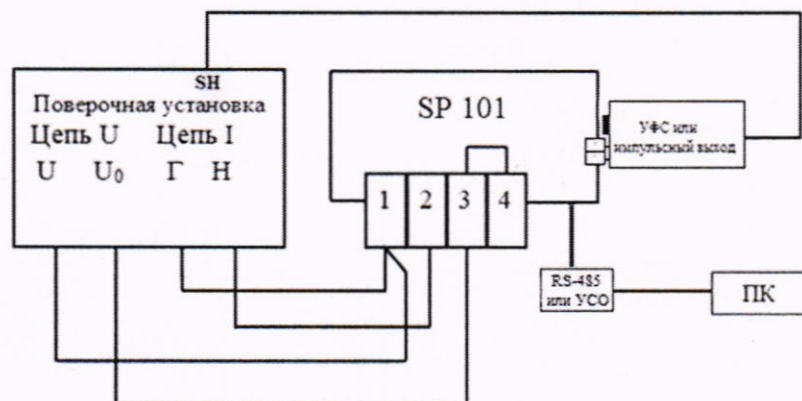 SH
Поверочная установка
Цепь U Цепь I
U U₀ Г Н
SP 101
1 2 3 4
УФС или
импульсный выход
RS-485
или УСО
ПК